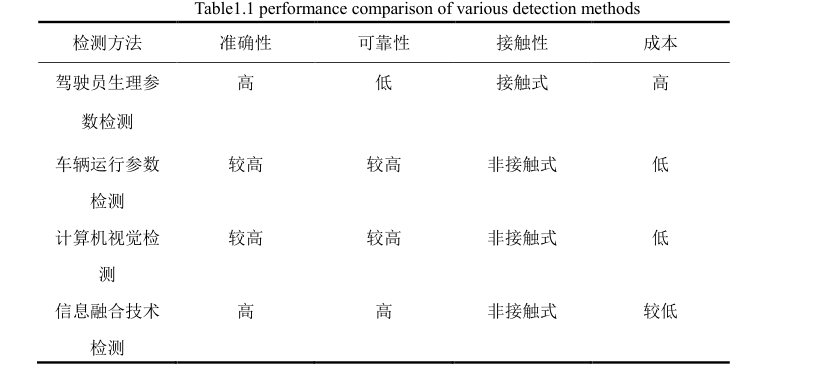 Table1.1 performance comparison of various detection methods
检测方法 准确性 可靠性 接触性 成本
驾驶员生理参 高 低 接触式 高
数检测
车辆运行参数 较高 较高 非接触式 低
检测
计算机视觉检 较高 较高 非接触式 低
测
信息融合技术 高 高 非接触式 较低
检测